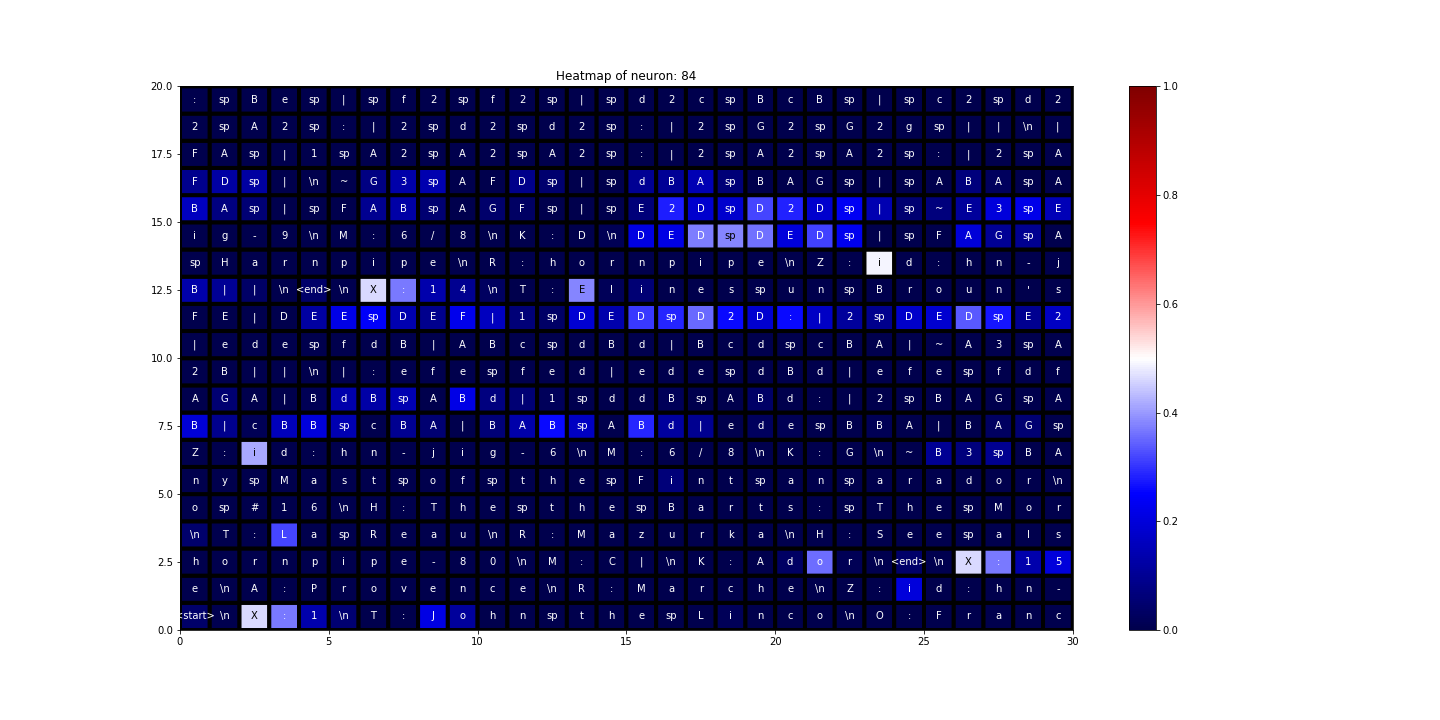 Heatmap of neuron: 84
20.0 : sp B e sp | sp f 2 sp f 2 sp | sp d 2 c sp B c B sp | sp c 2 sp d 2 1.0
2 sp A 2 sp : | 2 sp d 2 sp d 2 sp : | 2 sp G 2 sp G 2 g sp | | \n |
17.5 F A sp | 1 sp A 2 sp A 2 sp A 2 sp : | 2 sp A 2 sp A 2 sp : | 2 sp A
F D sp | \n ~ G 3 sp A F D sp | sp d B A sp B A G sp | sp A B A sp A 0.8
15.0 B A sp | sp F A B sp A G F sp | sp E 2 D sp D 2 D sp | sp ~ E 3 sp E
i g - 9 \n M : 6 / 8 \n K : D \n D E D sp D E D sp | sp F A G sp A
sp H a r n p i p e \n R : h o r n p i p e \n Z : i d : h n - j 0.6
12.5 B | | \n <end> \n X : 1 4 \n T : E l i n e s p u n sp B r o u n ' s
F E | D E E sp D E F | 1 sp D E D sp D 2 D : | 2 sp D E D sp E 2
10.0 | e d e sp f d B | A B c sp d B d | B c d sp c B A | ~ A 3 sp A 0.4
2 B | | \n | : e f e sp f e d | e d e sp d B d | e f e sp f d f
A G A | B d B sp A B d | 1 sp d d B sp A B d : | 2 sp B A G sp A
7.5 B | c B B sp c B A | B A B sp A B d | e d e sp B B A | B A G sp
Z : i d : h n - j i g - 6 \n M : 6 / 8 \n K : G \n ~ B 3 sp B A 0.2
5.0 n y sp M a s t sp o f sp t h e sp F i n t sp a n sp a r a d o r \n
o sp # 1 6 \n H : T h e sp t h e sp B a r t s : sp T h e sp M o r
\n T : L a sp R e a u \n R : M a z u r k a \n H : S e e sp a l s
2.5 h o r n p i p e - 8 0 \n M : C | \n K : A d o r \n <end> \n X : 1 5
e \n A : P r o v e n c e \n R : M a r c h e \n Z : i d : h n -
0.0 <start> \n X : 1 \n T : J o h n sp t h e sp L i n c o \n O : F r a n c 0.0
0 5 10 15 20 25 30